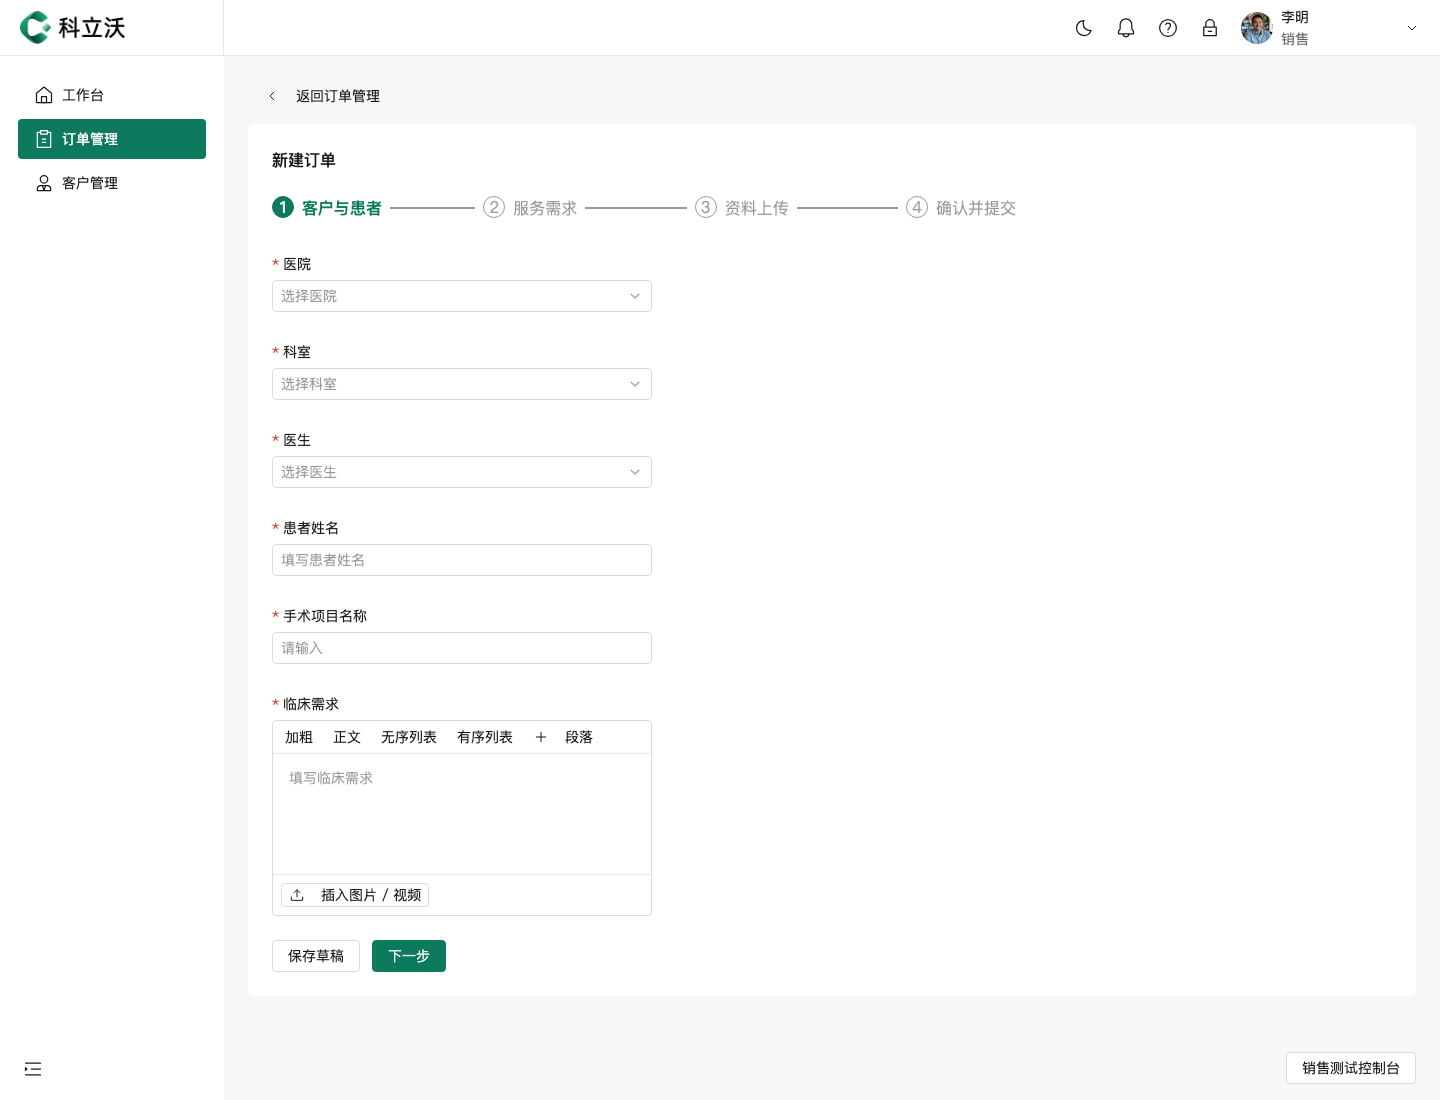 科立沃
李明
销售
工作台
订单管理
客户管理
返回订单管理
新建订单
1 客户与患者 2 服务需求 3 资料上传 4 确认并提交
* 医院
选择医院
* 科室
选择科室
* 医生
选择医生
* 患者姓名
填写患者姓名
* 手术项目名称
请输入
* 临床需求
加粗 正文 无序列表 有序列表 + 段落
填写临床需求
插入图片 / 视频
保存草稿 下一步
销售测试控制台